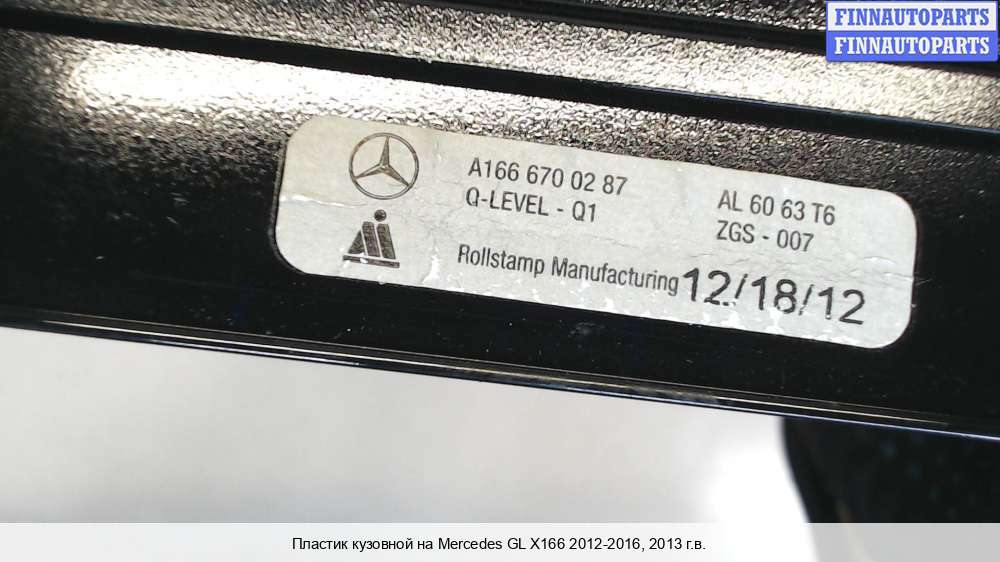 FINNAUTOPARTS
FINNAUTOPARTS
A166 670 02 87
Q-LEVEL - Q1
AL 60 63 T6
ZGS - 007
Rollstamp Manufacturing 12/18/12
Пластик кузовной на Mercedes GL X166 2012-2016, 2013 г.в.